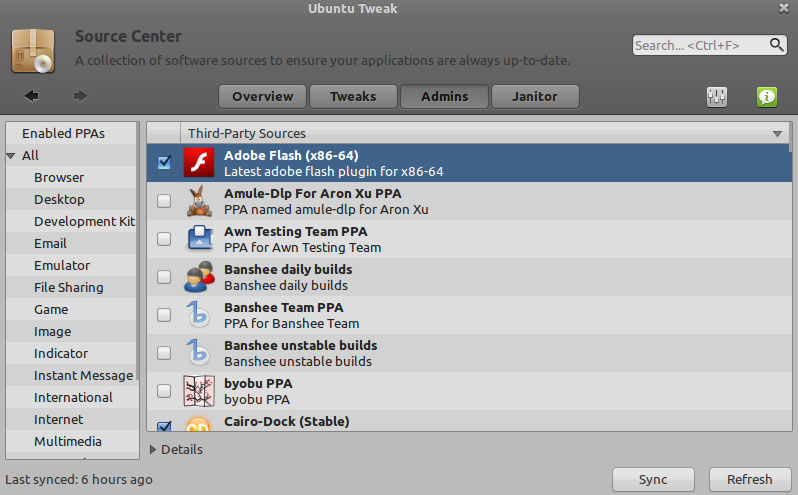 Ubuntu Tweak
Source Center
A collection of software sources to ensure your applications are always up-to-date.
Search... <Ctrl+F>
Overview
Tweaks
Admins
Janitor
Enabled PPAs
All
Browser
Desktop
Development Kit
Email
Emulator
File Sharing
Game
Image
Indicator
Instant Message
International
Internet
Multimedia
Third-Party Sources
Adobe Flash (x86-64)
Latest adobe flash plugin for x86-64
Amule-Dlp For Aron Xu PPA
PPA named amule-dlp for Aron Xu
Awn Testing Team PPA
PPA for Awn Testing Team
Banshee daily builds
Banshee daily builds
Banshee Team PPA
PPA for Banshee Team
Banshee unstable builds
Banshee unstable builds
byobu PPA
byobu PPA
Cairo-Dock (Stable)
Details
Last synced: 6 hours ago
Sync
Refresh